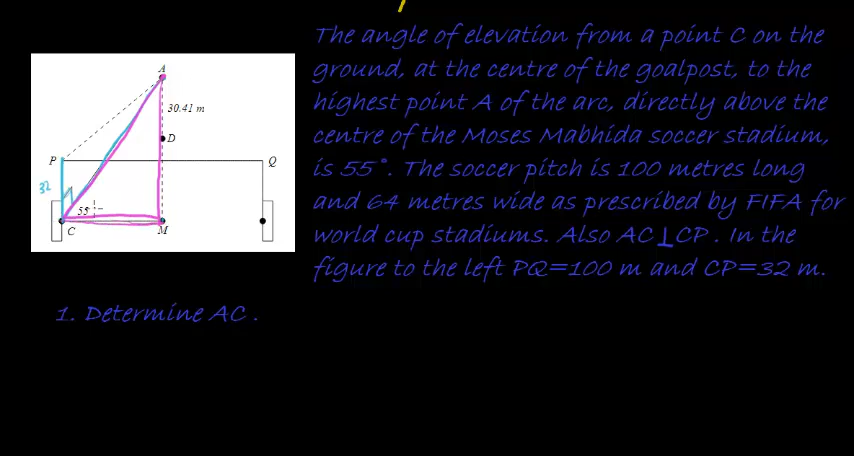 The angle of elevation from a point C on the
ground, at the centre of the goalpost, to the
highest point A of the arc, directly above the
centre of the Moses Mabhida soccer stadium,
is 55°. The soccer pitch is 100 metres long
and 64 metres wide as prescribed by FIFA for
world cup stadiums. Also AC⊥CP. In the
figure to the left PQ=100 m and CP=32 m.
A
30.41 m
D
P
Q
32
55°
C
M
1. Determine AC.